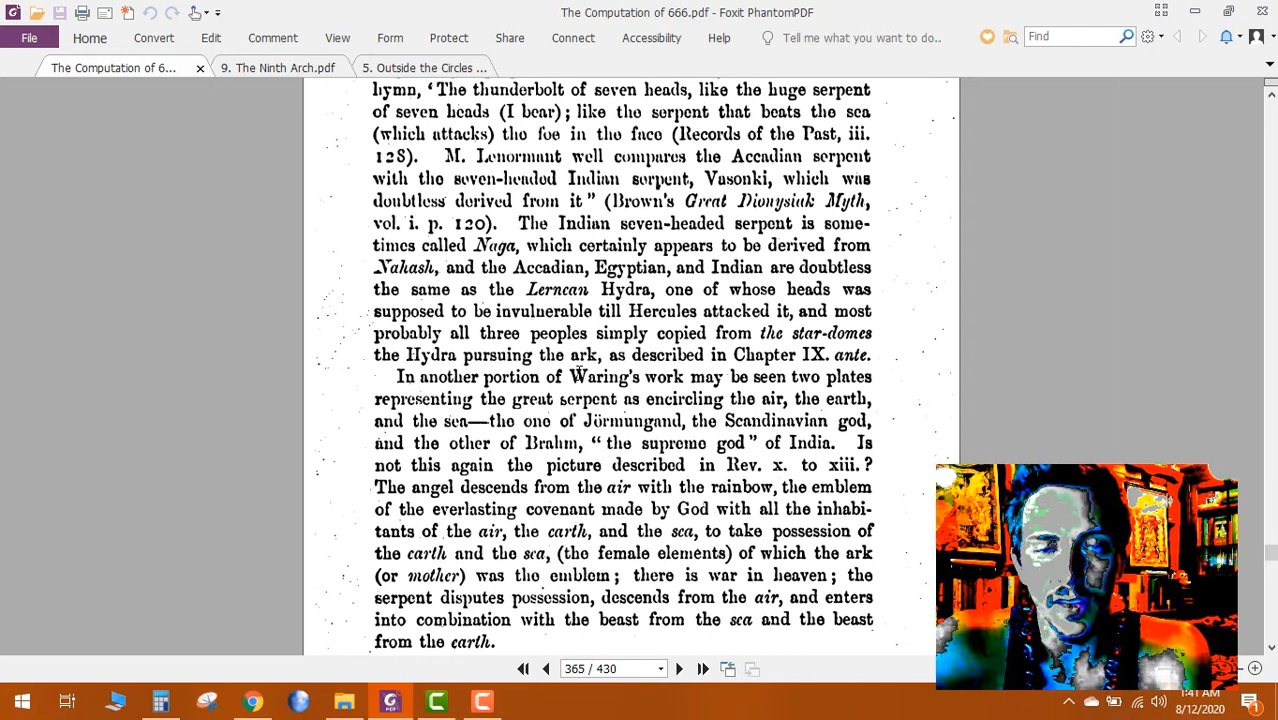 The Computation of 666.pdf - Foxit PhantomPDF
File Home Convert Edit Comment View Form Protect Share Connect Accessibility Help Tell me what you want to do.. Find
The Computation of 6... 9. The Ninth Arch.pdf 5. Outside the Circles ...
hymn, 'The thunderbolt of seven heads, like the huge serpent
of seven heads (I bear); like the serpent that beats the sea
(which attacks) the foe in the face (Records of the Past, iii.
128). M. Lenormant well compares the Accadian serpent
with the seven-headed Indian serpent, Vasonki, which was
doubtless derived from it" (Brown's Great Dionysiak Myth,
vol. i. p. 120). The Indian seven-headed serpent is some-
times called Naga, which certainly appears to be derived from
Nahash, and the Accadian, Egyptian, and Indian are doubtless
the same as the Lernean Hydra, one of whose heads was
supposed to be invulnerable till Hercules attacked it, and most
probably all three peoples simply copied from the star-domes
the Hydra pursuing the ark, as described in Chapter IX. ante.
In another portion of Waring's work may be seen two plates
representing the great serpent as encircling the air, the earth,
and the sea—the one of Jörmungand, the Scandinavian god,
and the other of Brahm, "the supreme god" of India. Is
not this again the picture described in Rev. x. to xiii.?
The angel descends from the air with the rainbow, the emblem
of the everlasting covenant made by God with all the inhabi-
tants of the air, the earth, and the sea, to take possession of
the earth and the sea, (the female elements) of which the ark
(or mother) was the emblem; there is war in heaven; the
serpent disputes possession, descends from the air, and enters
into combination with the beast from the sea and the beast
from the earth.
365 / 430
1:41 AM
8/12/2020